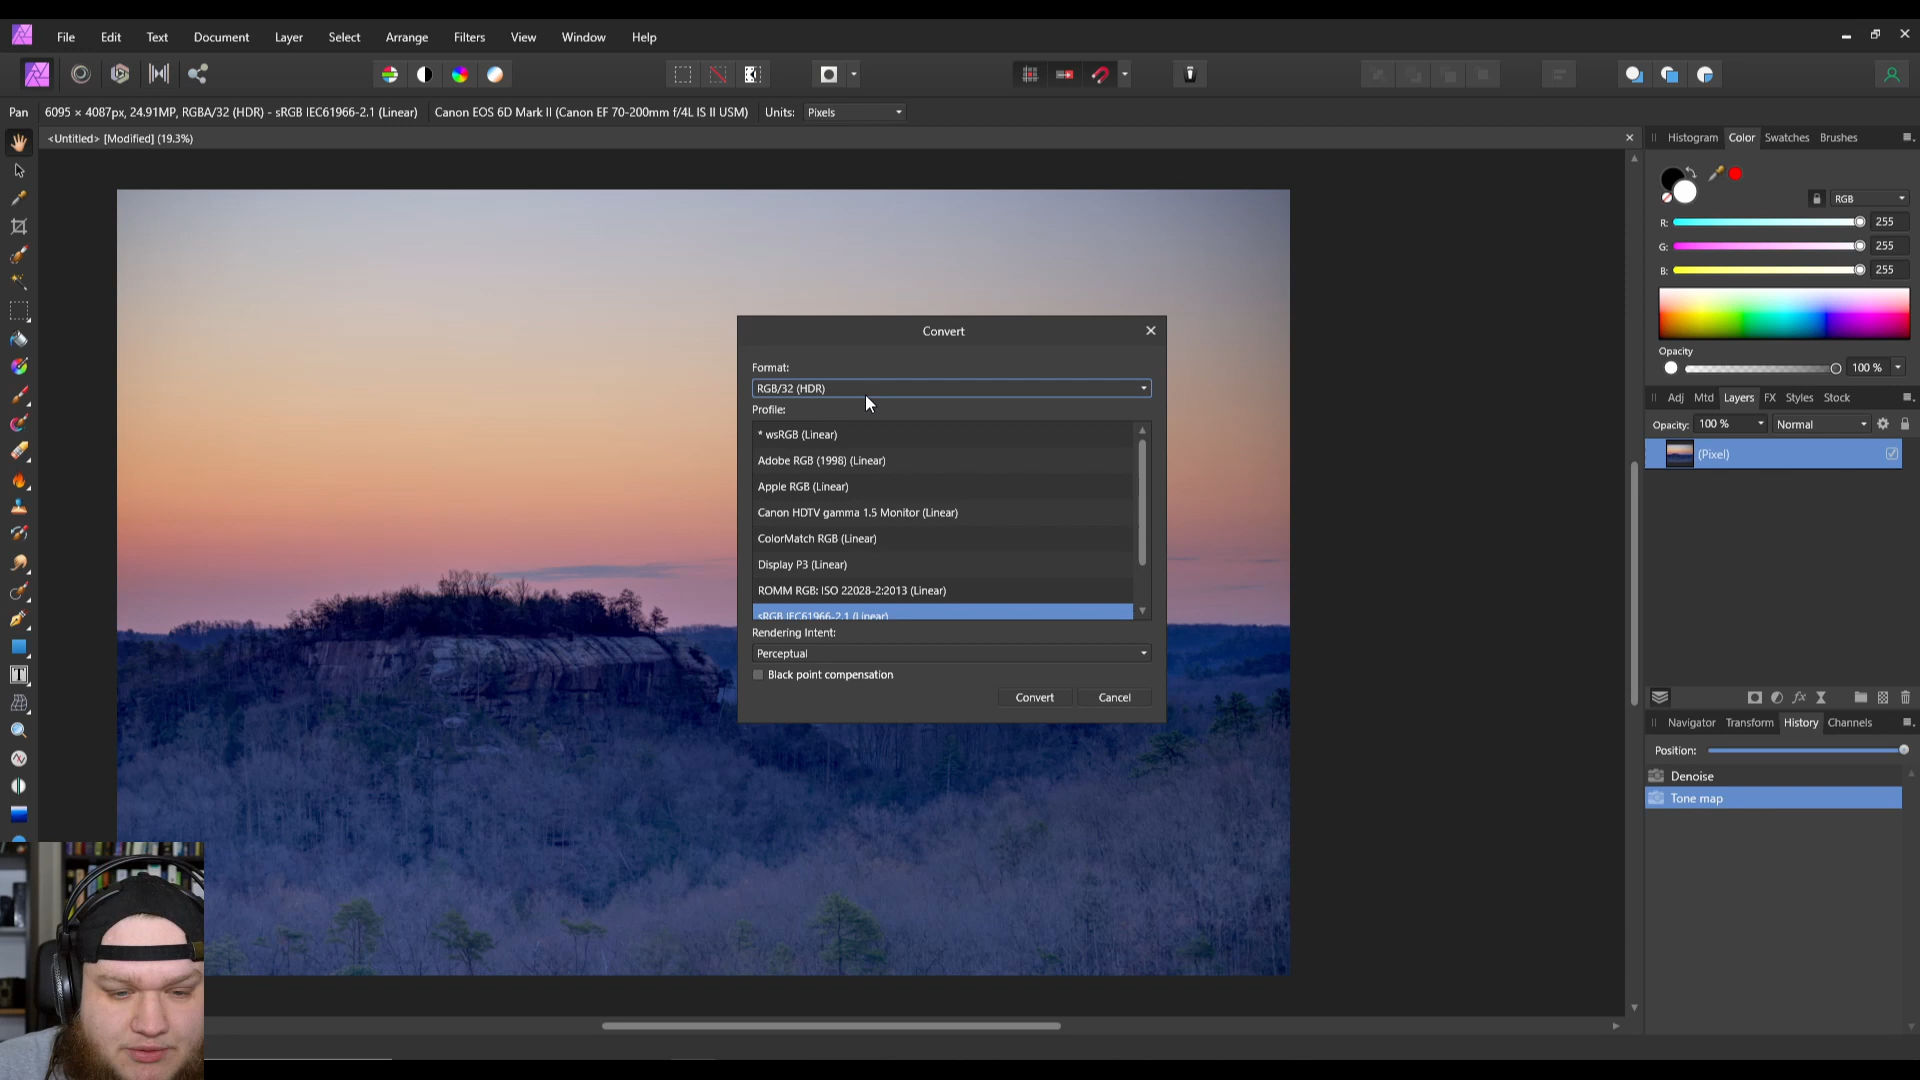 File Edit Text Document Layer Select Arrange Filters View Window Help
Pan 6095 × 4087px, 24.91MP, RGBA/32 (HDR) - sRGB IEC61966-2.1 (Linear) Canon EOS 6D Mark II (Canon EF 70-200mm f/4L IS II USM) Units: Pixels
<Untitled> [Modified] (19.3%)
Histogram Color Swatches Brushes
RGB
R: 255
G: 255
B: 255
Opacity
100 %
Adj Mtd Layers FX Styles Stock
Opacity: 100 % Normal
(Pixel)
Convert
Format:
RGB/32 (HDR)
Profile:
* wsRGB (Linear)
Adobe RGB (1998) (Linear)
Apple RGB (Linear)
Canon HDTV gamma 1.5 Monitor (Linear)
ColorMatch RGB (Linear)
Display P3 (Linear)
ROMM RGB: ISO 22028-2:2013 (Linear)
sRGB IEC61966-2.1 (Linear)
Rendering Intent:
Perceptual
Black point compensation
Convert Cancel
Navigator Transform History Channels
Position:
Denoise
Tone map